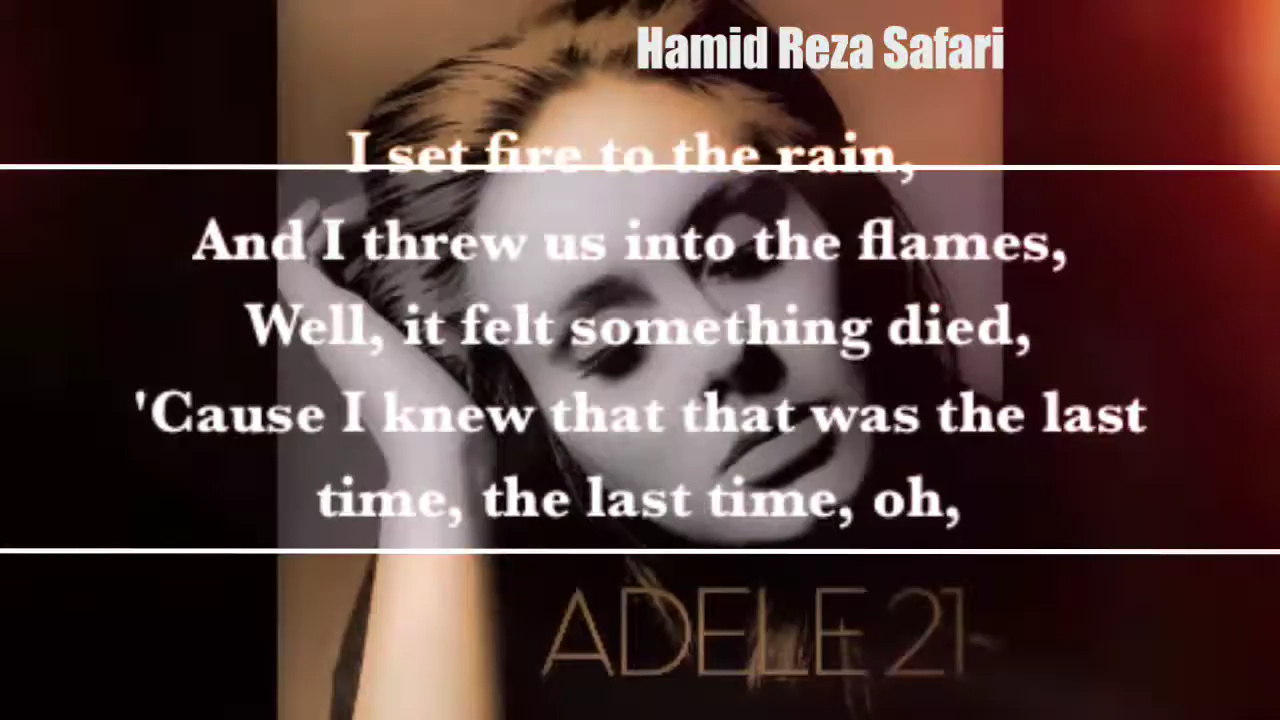 Hamid Reza Safari
I set fire to the rain,
And I threw us into the flames,
Well, it felt something died,
'Cause I knew that that was the last
time, the last time, oh,
ADELE 21